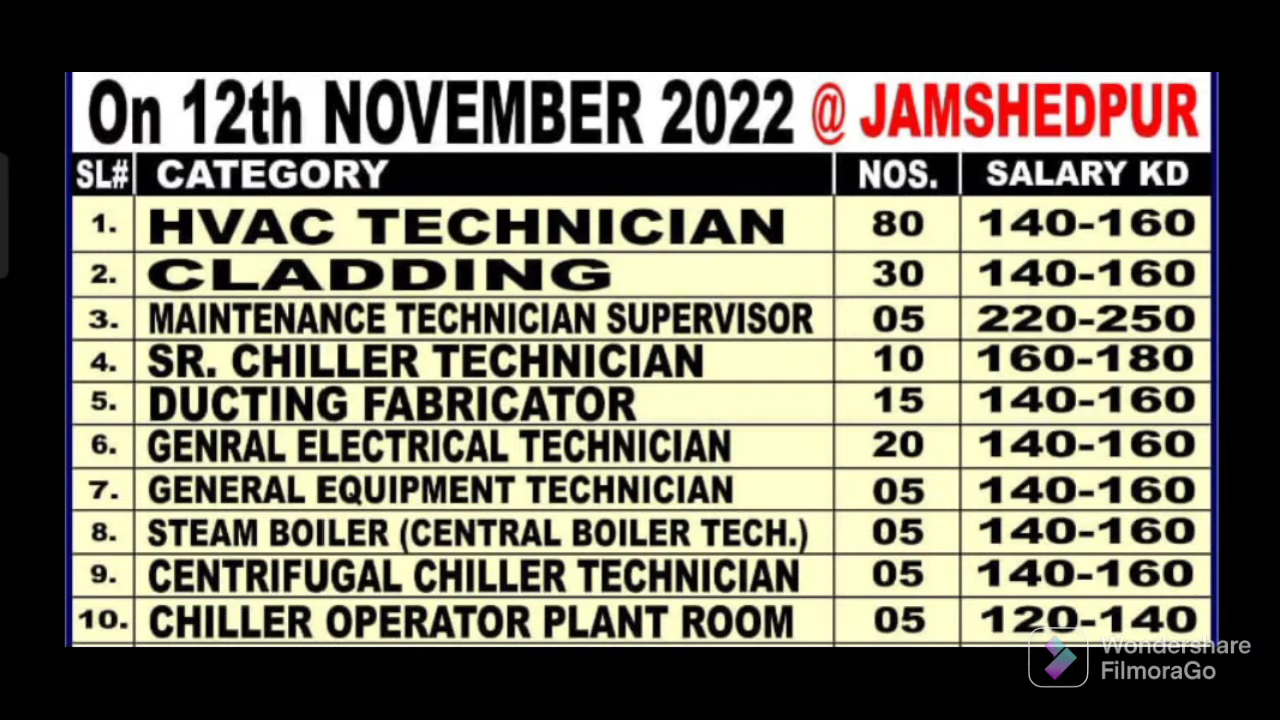 On 12th NOVEMBER 2022 @ JAMSHEDPUR
SL# CATEGORY NOS. SALARY KD
1. HVAC TECHNICIAN 80 140-160
2. CLADDING 30 140-160
3. MAINTENANCE TECHNICIAN SUPERVISOR 05 220-250
4. SR. CHILLER TECHNICIAN 10 160-180
5. DUCTING FABRICATOR 15 140-160
6. GENRAL ELECTRICAL TECHNICIAN 20 140-160
7. GENERAL EQUIPMENT TECHNICIAN 05 140-160
8. STEAM BOILER (CENTRAL BOILER TECH.) 05 140-160
9. CENTRIFUGAL CHILLER TECHNICIAN 05 140-160
10. CHILLER OPERATOR PLANT ROOM 05 120-140
Wondershare
FilmoraGo